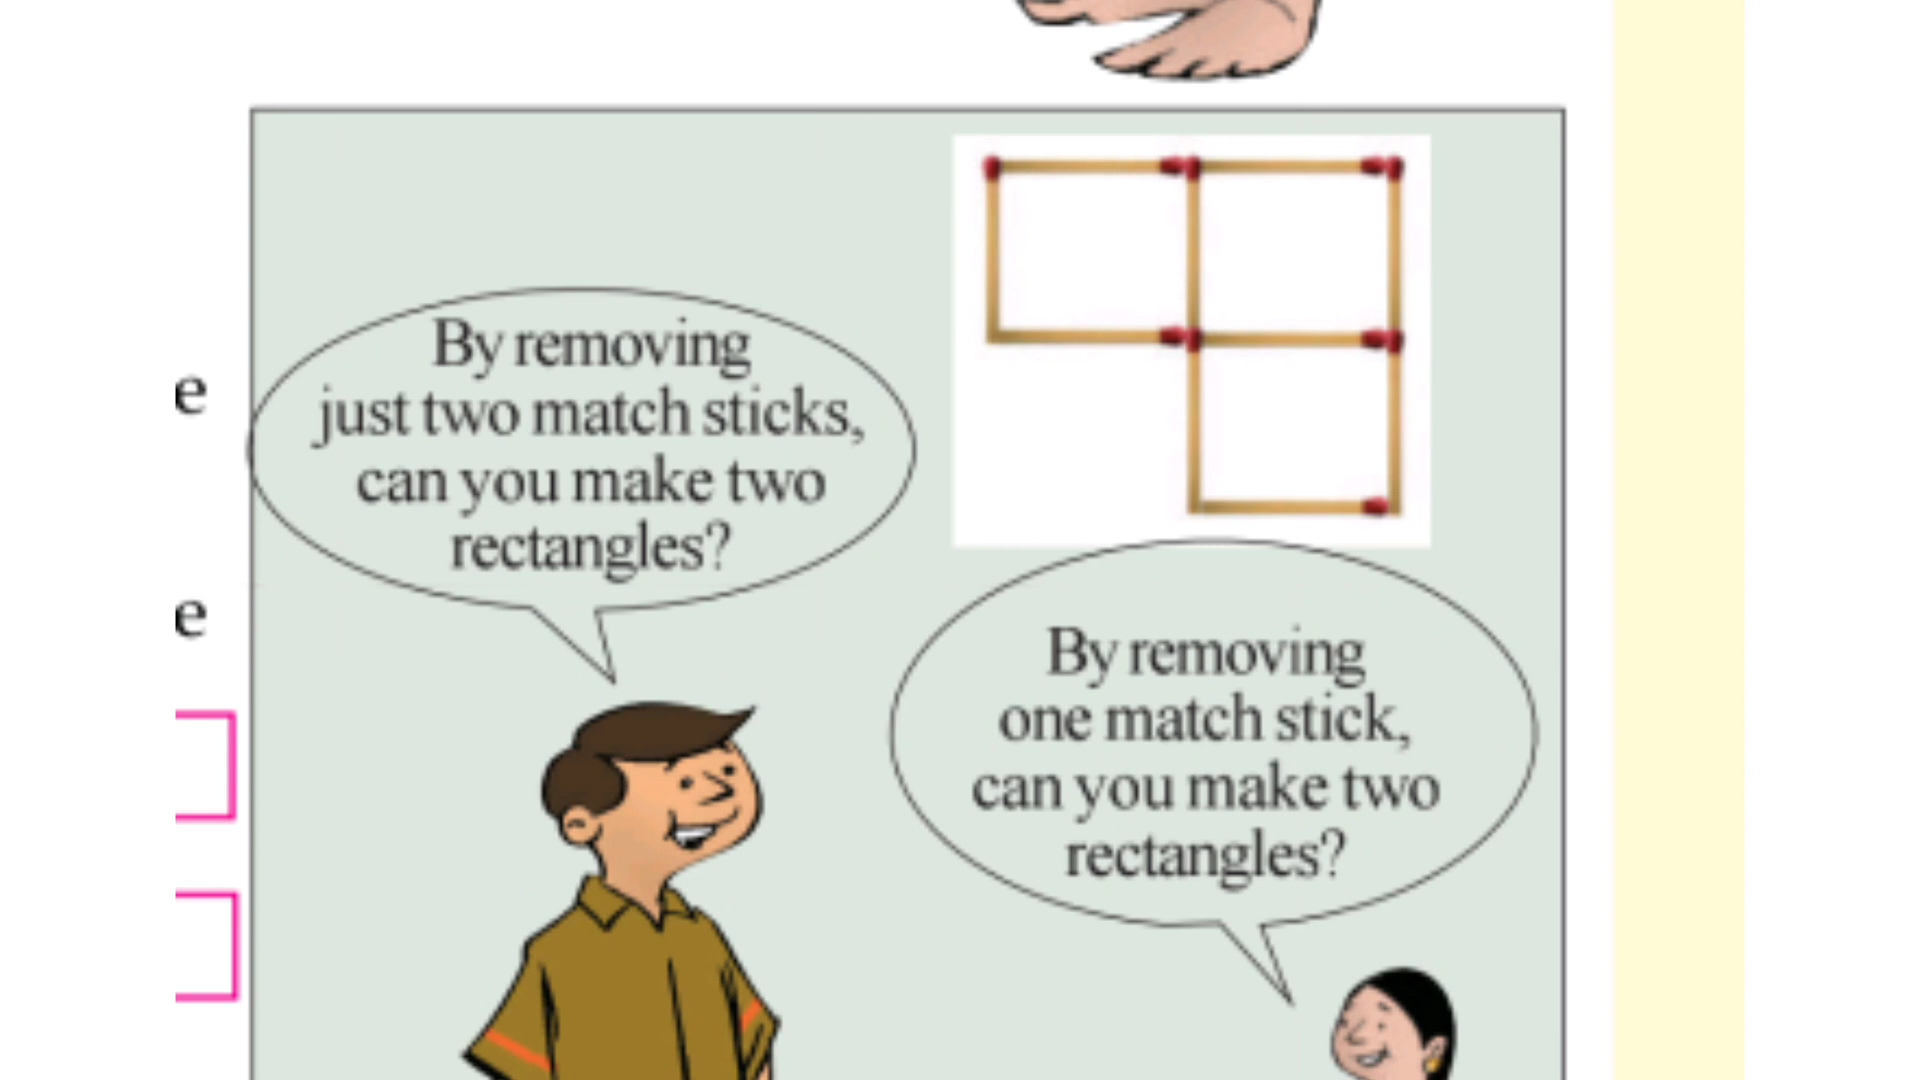 e
e
By removing
just two match sticks,
can you make two
rectangles?
By removing
one match stick,
can you make two
rectangles?